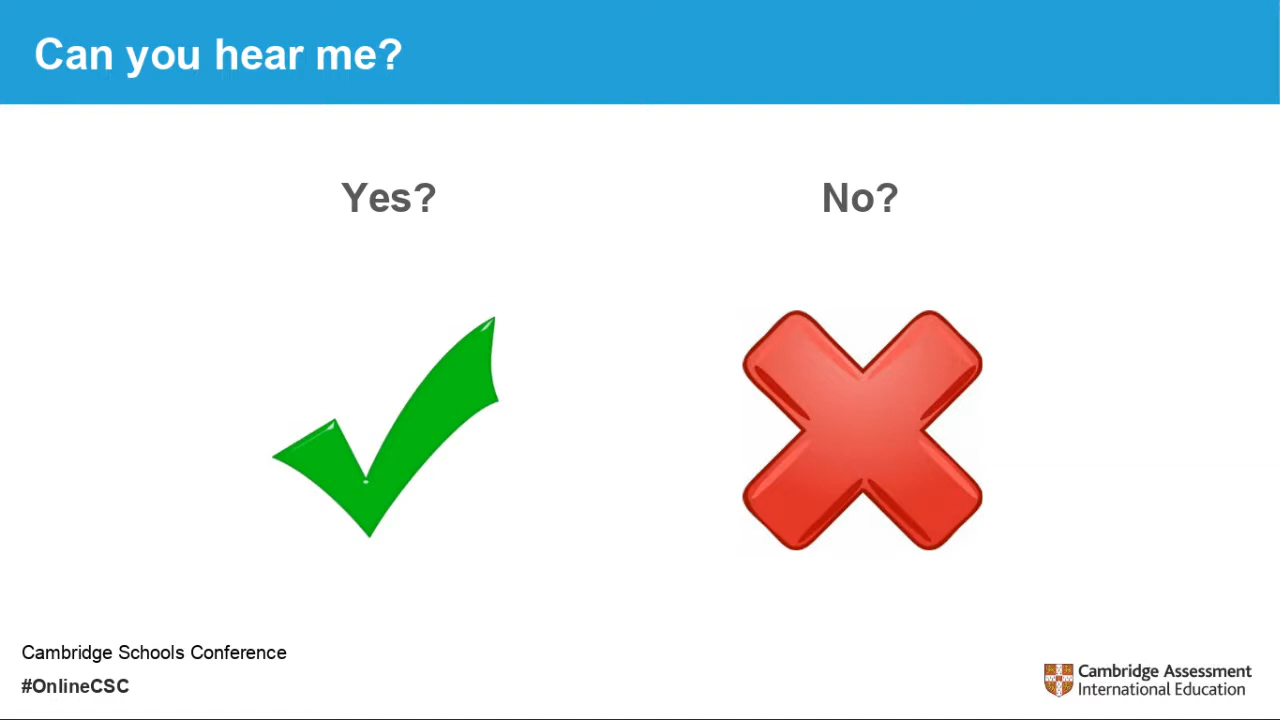 Can you hear me?
Yes?
No?
Cambridge Schools Conference
#OnlineCSC
Cambridge Assessment
International Education